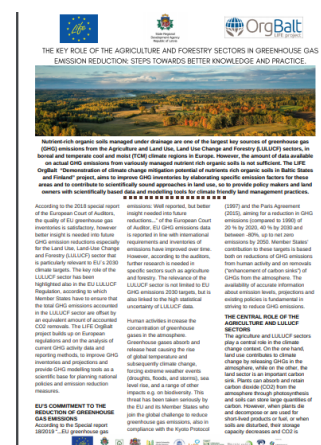 Life
State Regional
Development Agency
Republic of Latvia
OrgBalt
LIFE project
THE KEY ROLE OF THE AGRICULTURE AND FORESTRY SECTORS IN GREENHOUSE GAS
EMISSION REDUCTION: STEPS TOWARDS BETTER KNOWLEDGE AND PRACTICE.
Nutrient-rich organic soils managed under drainage are one of the largest key sources of greenhouse gas
(GHG) emissions from the Agriculture and Land Use, Land Use Change and Forestry (LULUCF) sectors, in
boreal and temperate cool and moist (TCM) climate regions in Europe. However, the amount of data available
on actual GHG emission from variously managed nutrient rich organic soils is not sufficient. The LIFE
OrgBalt "Demonstration of climate change mitigation potential of nutrients rich organic soils in Baltic States
and Finland" project, aims to improve GHG inventories by elaborating specific emission factors for these
areas and to contribute to scientifically sound approaches in land use, so to provide policy makers and land
owners with scientifically based data and modelling tools for climate friendly land management practices.
According to the 2019 special report
of the European Court of Auditors,
the quality of EU greenhouse gas
inventories is satisfactory, however
better insight is needed into future
GHG emission reductions especially
for the Land Use, Land-Use Change
and Forestry (LULUCF) sector that
is particularly relevant to EU's 2030
climate targets. The key role of the
LULUCF sector has been
highlighted also in the EU LULUCF
Regulation, according to which
Member States have to ensure that
the total GHG emissions accounted
in the LULUCF sector are offset by
an equivalent amount of accounted
CO2 removals. The LIFE OrgBalt
project builds up on European
regulations and on the analysis of
current GHG activity data and
reporting methods, to improve GHG
inventories and projections and
provide GHG modelling tools as a
scientific base for planning national
policies and emission reduction
measures.
EU'S COMMITMENT TO THE
REDUCTION OF GREENHOUSE
GAS EMISSIONS
According to the Special report
18/2019 "...EU greenhouse gas
emissions: Well reported, but better
insight needed into future
reductions..." of the European Court
of Auditors, EU GHG emissions data
is reported in line with international
requirements and inventories of
emissions have improved over time.
However, according to the auditors,
further research is needed in
specific sectors such as agriculture
and forestry. The relevance of the
LULUCF sector is not limited to EU
GHG emissions 2030 targets, but is
also linked to the high statistical
uncertainty of LULUCF data.
Human activities increase the
concentration of greenhouse
gases in the atmosphere.
Greenhouse gases absorb and
release heat causing the rise
of global temperature and
subsequently climate change,
forcing extreme weather events
(droughts, floods, and storms), sea
level rise, and a range of other
impacts e.g. on biodiversity. This
threat has been taken seriously by
the EU and its Member States who
join the global challenge to reduce
greenhouse gas emissions, also in
compliance with the Kyoto Protocol
(1997) and the Paris Agreement
(2015), aiming for a reduction in GHG
emissions (compared to 1990) of
20 % by 2020, 40 % by 2030 and
between -80%, up to net zero
emissions by 2050. Member States'
contribution to these targets is based
both on reductions of GHG emissions
from human activity and on removals
("enhancement of carbon sinks") of
GHGs from the atmosphere. The
availability of accurate information
about emission levels, projections and
existing policies is fundamental in
striving to reduce GHG emissions.
THE CENTRAL ROLE OF THE
AGRICULTURE AND LULUCF
SECTORS
The agriculture and LULUCF sectors
play a central role in the climate
change context. On the one hand,
land use contributes to climate
change by releasing GHGs in the
atmosphere, while on the other, the
land sector is an important carbon
sink. Plants can absorb and retain
carbon dioxide (CO2) from the
atmosphere through photosynthesis
and soils can store large quantities of
carbon. However, when plants die
and decompose or are used for
short-lived products or fuel, or when
soils are disturbed, their storage
capacity decreases and CO2 is